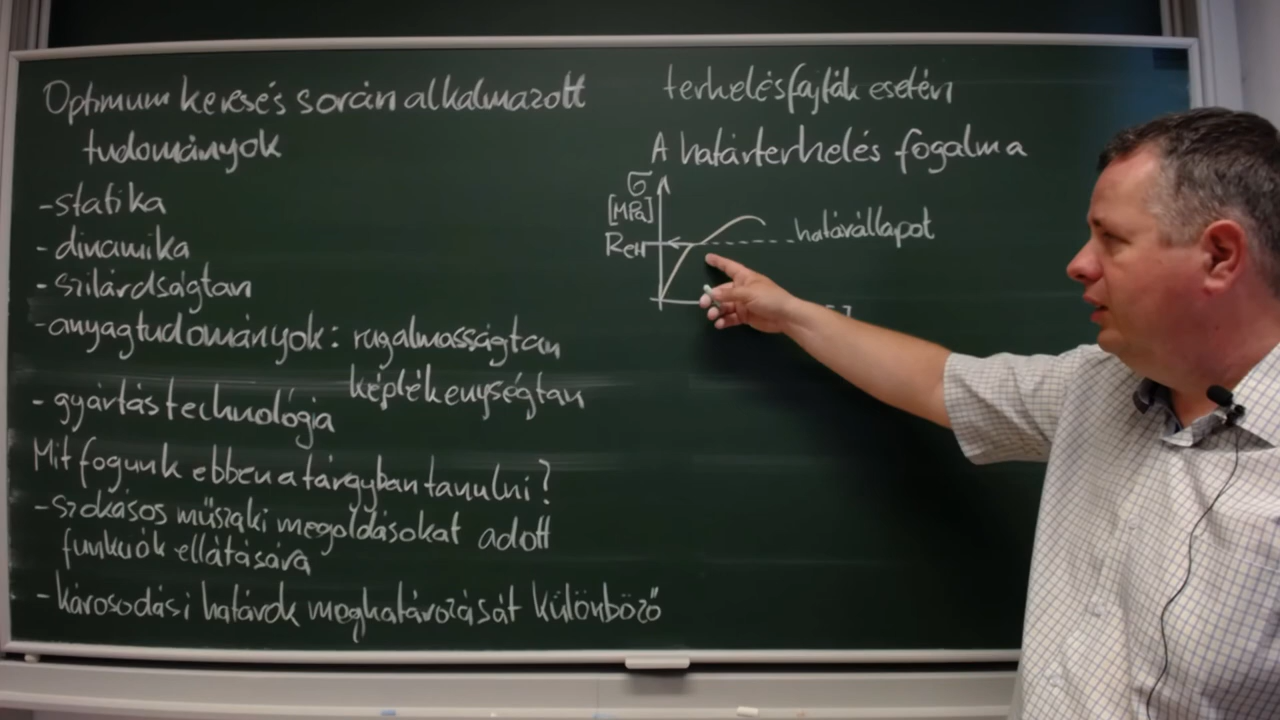 Optimum keresés során alkalmazott
tudományok
-statika
- dinamika
- szilárdságtan
-anyagtudományok: rugalmasságtan
képlékenységtan
- gyártástechnológia
Mit fogunk ebben a tárgyban tanulni?
-szokásos műszaki megoldásokat adott
funkciók ellátására
-károsodási határok meghatározását különböző
terhelésfajták esetén
A határterhelés fogalma
σ
[MPa]
ReH
határállapot